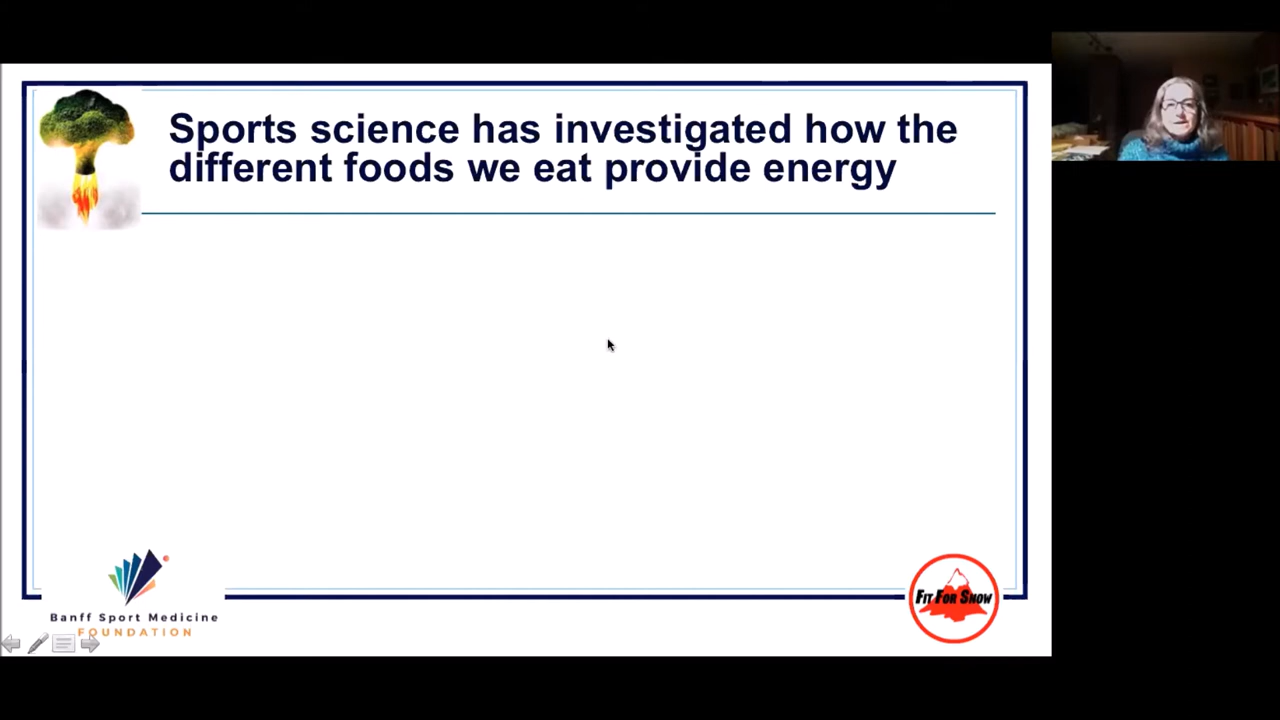 Sports science has investigated how the
different foods we eat provide energy
Banff Sport Medicine
FOUNDATION
FIT FOR SNOW